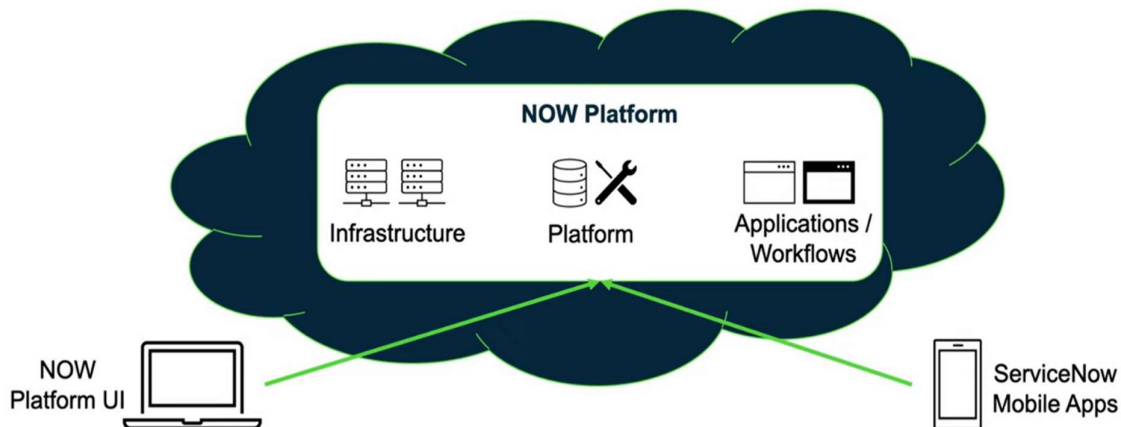 NOW Platform
Infrastructure
Platform
Applications /
Workflows
NOW
Platform UI
ServiceNow
Mobile Apps